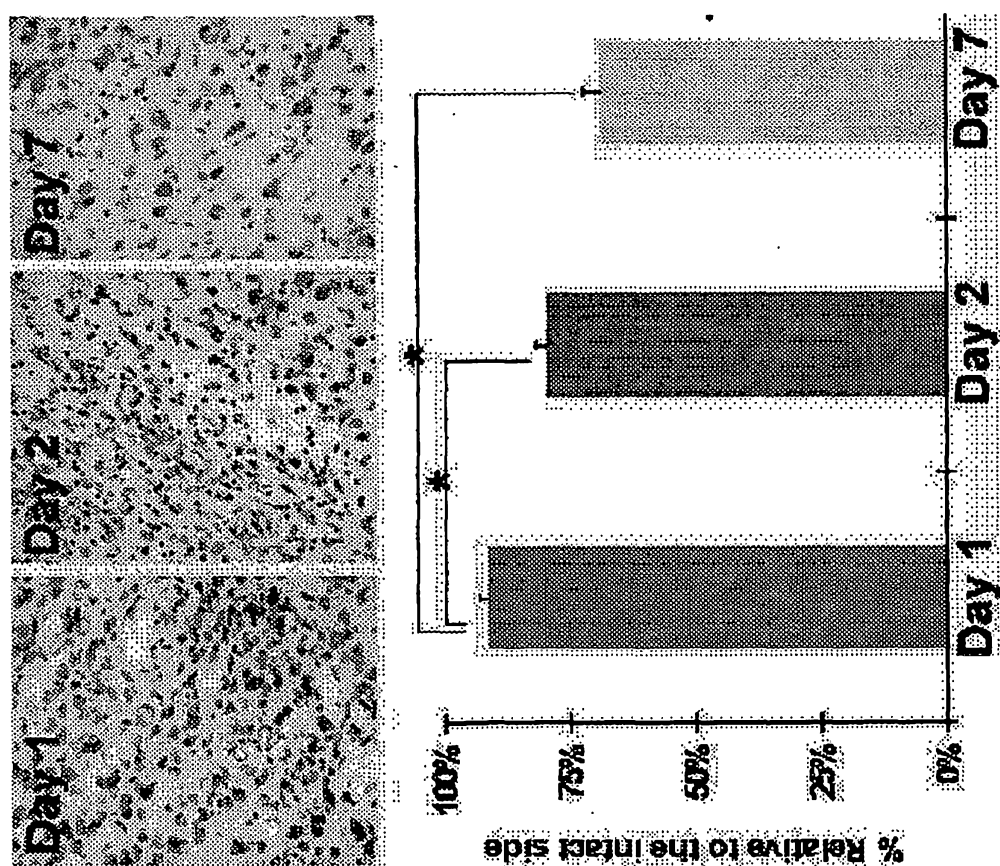 Day 1
Day 2
Day 7
% Relative to the intact side
100%
75%
50%
25%
0%
*
*
Day 1
Day 2
Day 7